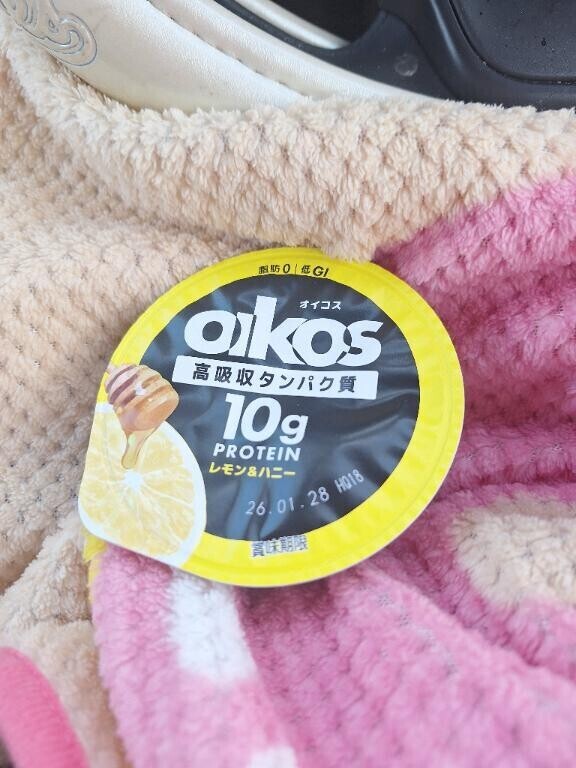 脂肪0 | 低GI
オイコス
oikos
高吸収タンパク質
10g
PROTEIN
レモン&ハニー
26.01.28 HQ18
賞味期限